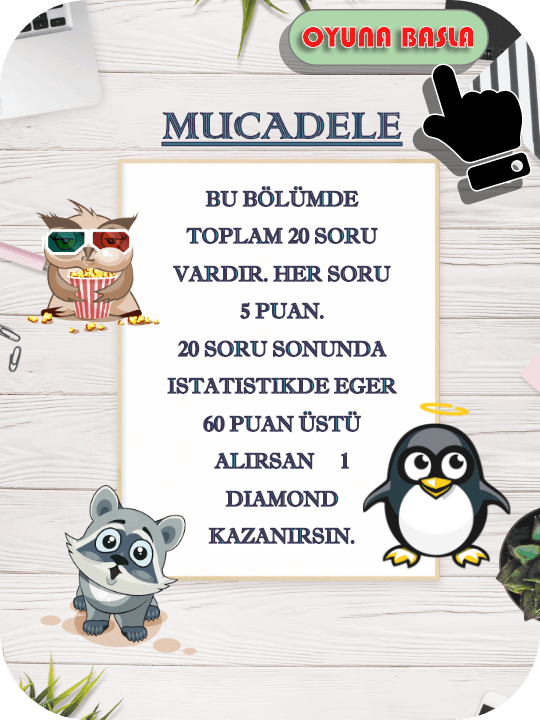 OYUNA BASLA
MUCADELE
BU BÖLÜMDE
TOPLAM 20 SORU
VARDIR. HER SORU
5 PUAN.
20 SORU SONUNDA
ISTATISTIKDE EGER
60 PUAN ÜSTÜ
ALIRSAN 1
DIAMOND
KAZANIRSIN.